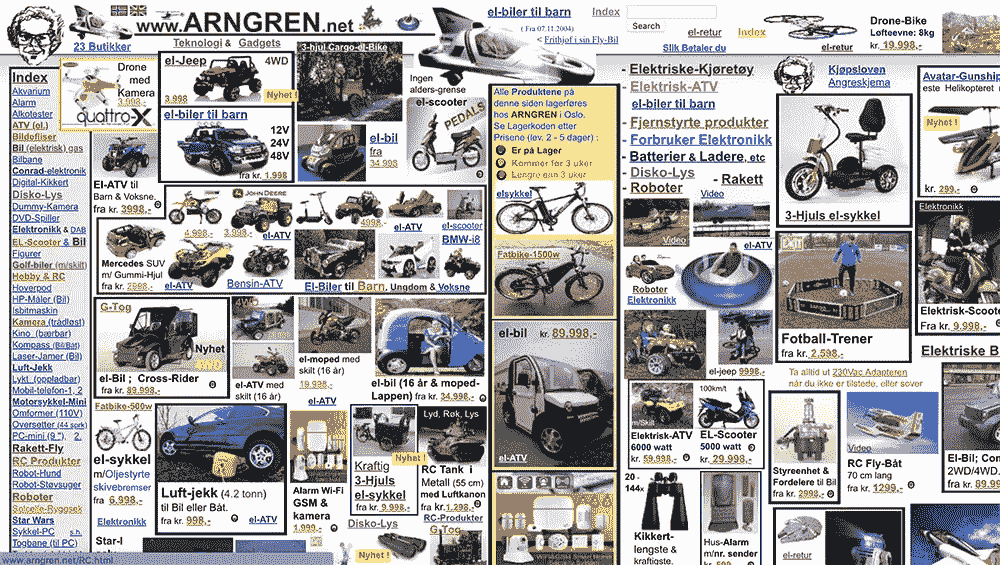 www.ARNGREN.net
23 Butikker
Teknologi & Gadgets
el-biler til barn
Index
( Fra 07.11.2004)
< Frithjof i sin Fly-Bil
Search
el-retur
Slik Betaler du
Index
el-retur
Drone-Bike
Løfteevne: 8kg
kr. 19.998,-
Index
Akvarium
Alarm
Alkotester
ATV (el.)
Bildefliser
Bil (elektrisk) gas
Bilbane
Conrad-elektronik
Digital-Kikkert
Disko-Lys
Dummy-Kamera
DVD-Spiller
Elektronikk & DAB
EL-Scooter & Bil
Figurer
Golf-biler (m/skilt)
Hobby & RC
Hoverpod
HP-Måler (Bil)
Isbitmaskin
Kamera (trådløst)
Kino (bærbar)
Kompass (Bil/Båt)
Laser-Jamer (Bil)
Luft-Jekk
Lykt (oppladbar)
Mobil-telefon-1, 2
Motorsykkel-Mini
Omformer (110V)
Oversetter (44 språk)
PC-mini (9 "), 2.
Rakett-Fly
RC Produkter
Robot-Hund
Robot-Støvsuger
Roboter
Solcelle-Ryggsek
Star Wars
Sykkel-PC s.h.
Togbane (til PC)
www.arngren.net/RC.html
Drone
med
Kamera
3.998,-
quattro-X
el-Jeep
4WD
3.998
Nyhet !
3-hjul Cargo-el-Bike
el-biler til barn
12V
24V
48V
fra kr. 1.998
el-bil
fra
34.998
Ingen
alders-grense
el-scooter
PEDALS
El-ATV til
Barn & Voksne
fra kr. 3998,-
JOHN DEERE
4.998,-
3.998,-
el-ATV
4998,-
el-ATV
el-scooter
BMW-i8
Mercedes SUV
m/ Gummi-Hjul
fra kr. 2598,-
el-ATV
Bensin-ATV
El-Biler til Barn, Ungdom & Voksne
G-Tog
Nyhet
el-Bil ; Cross-Rider
fra kr. 89.998,-
4WD
el-ATV med
skilt (16 år)
el-moped med
skilt (16 år)
19.998,-
el-ATV
el-bil (16 år & moped-
Lappen) fra kr. 34.998,-
Fatbike-500w
el-sykkel
m/Oljestyrte
skivebremser
fra 6.998,-
Elektronikk
Star-l
Luft-jekk (4.2 tonn)
til Bil eller Båt.
fra kr. 998,-
el-ATV
Alarm Wi-Fi
GSM &
kamera
1.999,-
Kraftig
3-Hjuls
el-sykkel
fra kr. 9.998,-
Nyhet !
Disko-Lys
Nyhet !
Lyd, Røk, Lys
RC Tank i
Metall (55 cm)
med Luftkanon
fra kr.1.298,-
RC-Produkter
G-Tog
Alle Produktene på
denne siden lagerføres
hos ARNGREN i Oslo.
Se Lagerkoden etter
Prisene (lev. 2 - 5 dager) :
Er på Lager
Kommer før 3 uker
Lengre enn 3 uker
elsykkel
Fatbike-1500w
el-bil
kr. 89.998,-
el-ATV
- Elektriske-Kjøretøy
- Elektrisk-ATV
el-biler til barn
- Fjernstyrte produkter
- Forbruker Elektronikk
- Batterier & Ladere, etc
- Disko-Lys
- Rakett
- Roboter
Video
Video
el-ATV
Roboter
Elektronikk
el-jeep 9998,-
m/Skilt
Elektrisk-ATV
6000 watt
kr. 59.998,-
100km/t
EL-Scooter
5000 watt
kr. 29.998,-
20 -
144x
Kikkert-
lengste &
kraftigste.
Hus-Alarm
m/nr. sender
Kjøpsloven
Angreskjema
3-Hjuls el-sykkel
Fotball-Trener
fra kr. 2.598,-
Ta alltid ut 230Vac Adapteren
når du ikke er tilstede, eller sover
Styreenhet &
Fordelere til Bil
fra kr. 2998,-
Video
RC Fly-Båt
70 cm lang
fra kr. 1299,-
el-retur
Avatar-Gunship
este Helikopteret
Nyhet !
kr. 299,-
Elektronikk
Elektrisk-Scoote
Fra kr. 9.998,-
Elektriske B
El-Bil; Con
2WD/4WD.
fra kr. 89.9